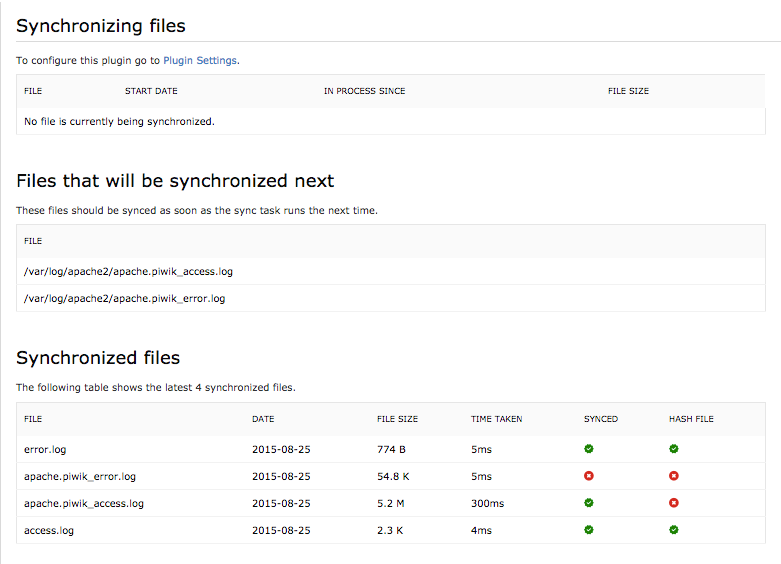 Synchronizing files
To configure this plugin go to Plugin Settings.
FILE START DATE IN PROCESS SINCE FILE SIZE
No file is currently being synchronized.
Files that will be synchronized next
These files should be synced as soon as the sync task runs the next time.
FILE
/var/log/apache2/apache.piwik_access.log
/var/log/apache2/apache.piwik_error.log
Synchronized files
The following table shows the latest 4 synchronized files.
FILE DATE FILE SIZE TIME TAKEN SYNCED HASH FILE
error.log 2015-08-25 774 B 5ms
apache.piwik_error.log 2015-08-25 54.8 K 5ms
apache.piwik_access.log 2015-08-25 5.2 M 300ms
access.log 2015-08-25 2.3 K 4ms